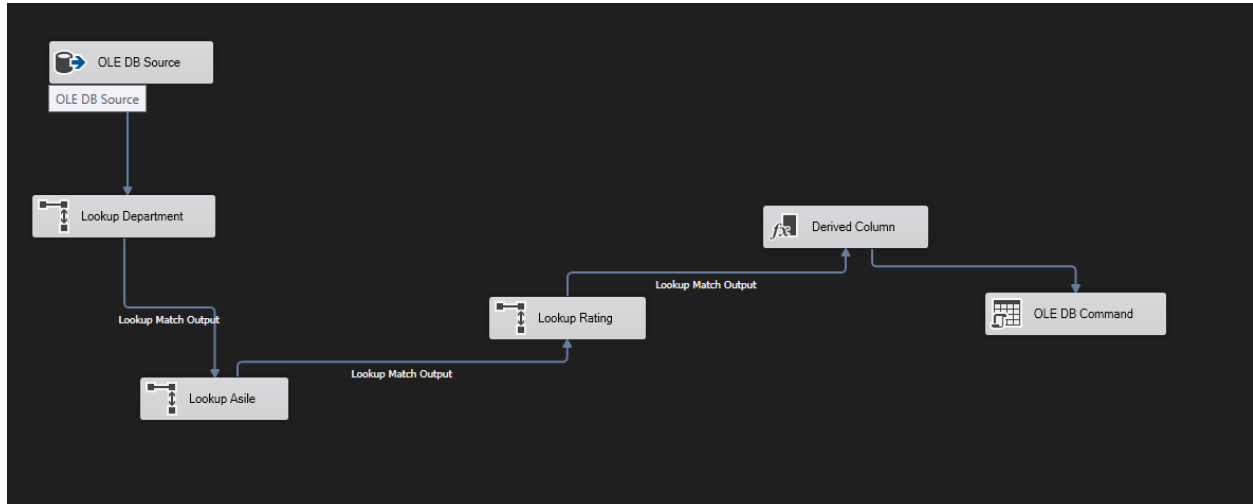 OLE DB Source
OLE DB Source
Lookup Department
Lookup Match Output
Lookup Asile
Lookup Match Output
Lookup Rating
Lookup Match Output
Derived Column
OLE DB Command